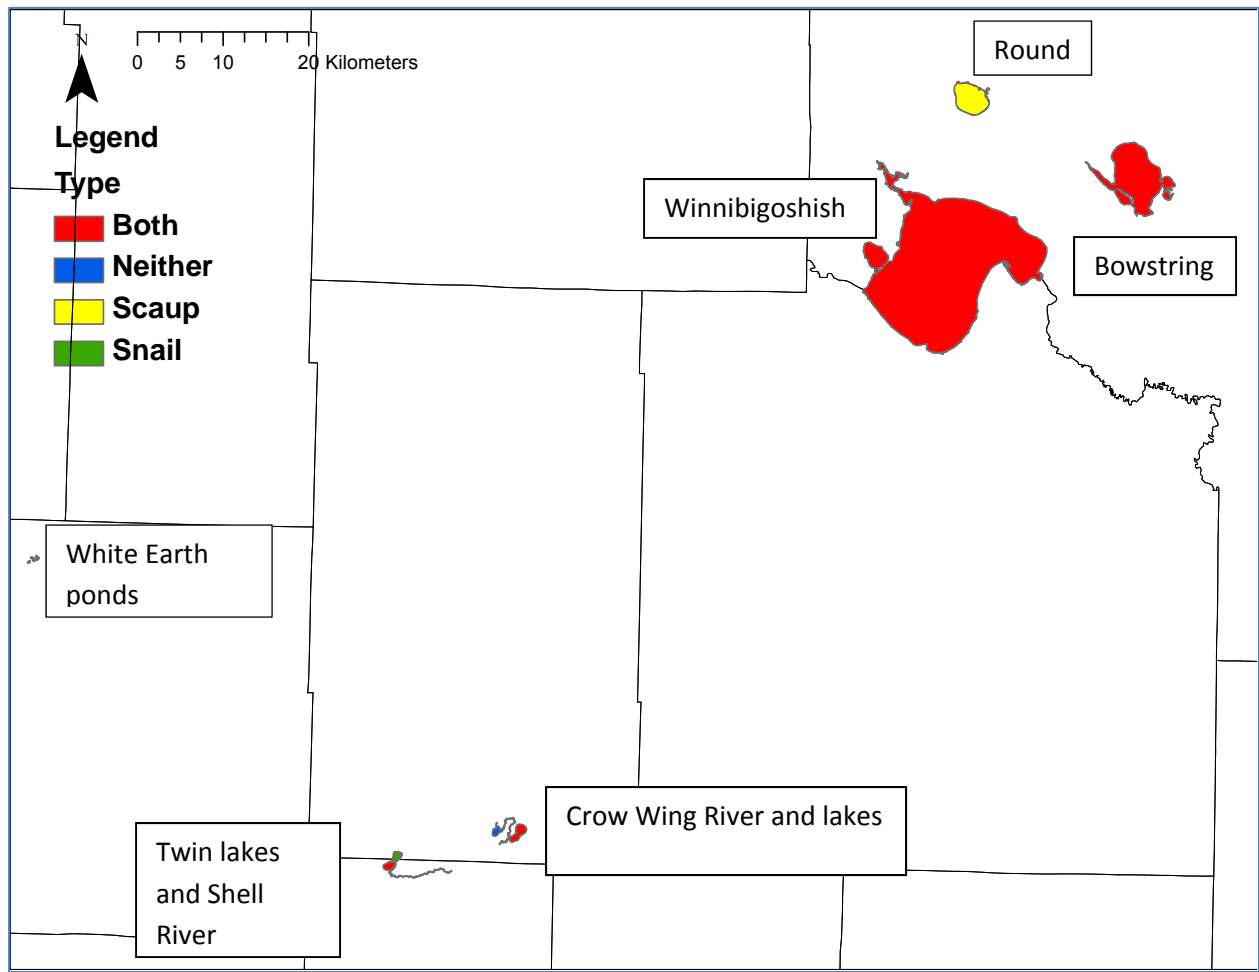 N
0 5 10 20 Kilometers
Legend
Type
Both
Neither
Scaup
Snail
Round
Winnibigoshish
Bowstring
White Earth
ponds
Crow Wing River and lakes
Twin lakes
and Shell
River